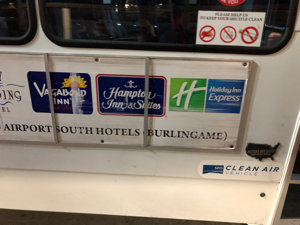 PLEASE HELP US
TO KEEP YOUR SHUTTLE CLEAN
VAGABOND
INN
Hampton
Inn & Suites
H
Holiday Inn
Express
AIRPORT SOUTH HOTELS (BURLINGAME)
CLEAN AIR
VEHICLE